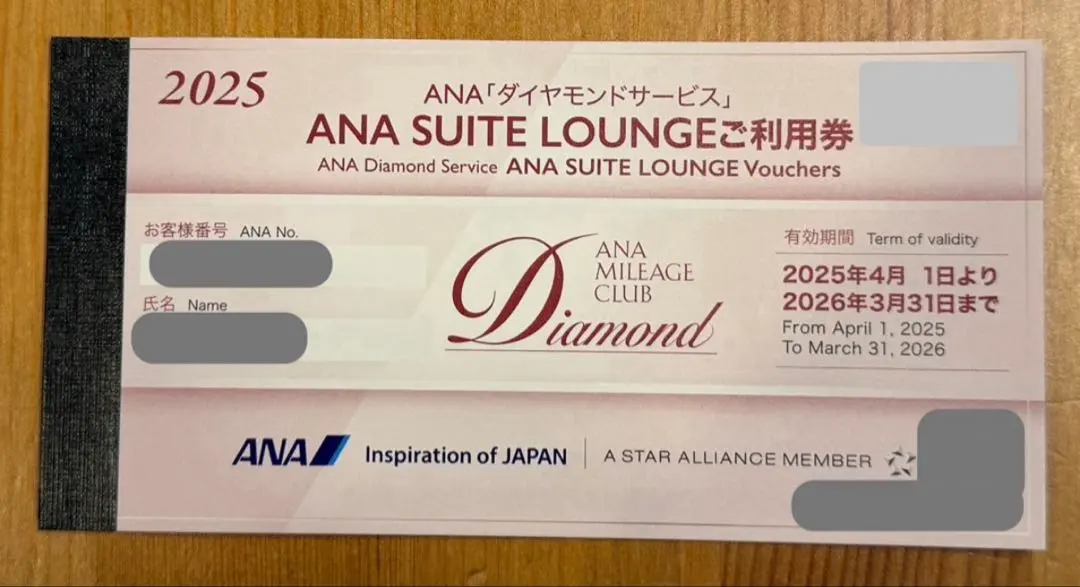 2025
ANA「ダイヤモンドサービス」
ANA SUITE LOUNGEご利用券
ANA Diamond Service ANA SUITE LOUNGE Vouchers
お客様番号 ANA No.
氏名 Name
ANA
MILEAGE
CLUB
Diamond
有効期間 Term of validity
2025年4月 1日より
2026年3月31日まで
From April 1, 2025
To March 31, 2026
ANA Inspiration of JAPAN A STAR ALLIANCE MEMBER